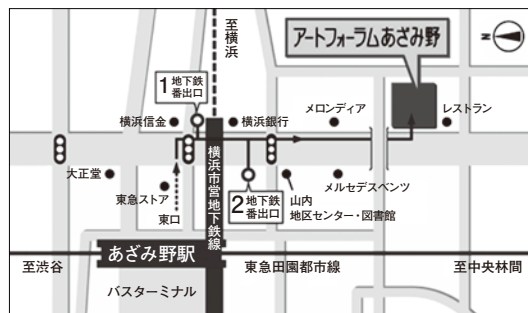 至横浜
アートフォーラムあざみ野
N
1 地下鉄
番出口
横浜信金
横浜銀行
メロンディア
レストラン
大正堂
東急ストア
東口
横浜市営地下鉄線
2 地下鉄
番出口
山内
地区センター・図書館
メルセデスベンツ
あざみ野駅
至渋谷
東急田園都市線
至中央林間
バスターミナル